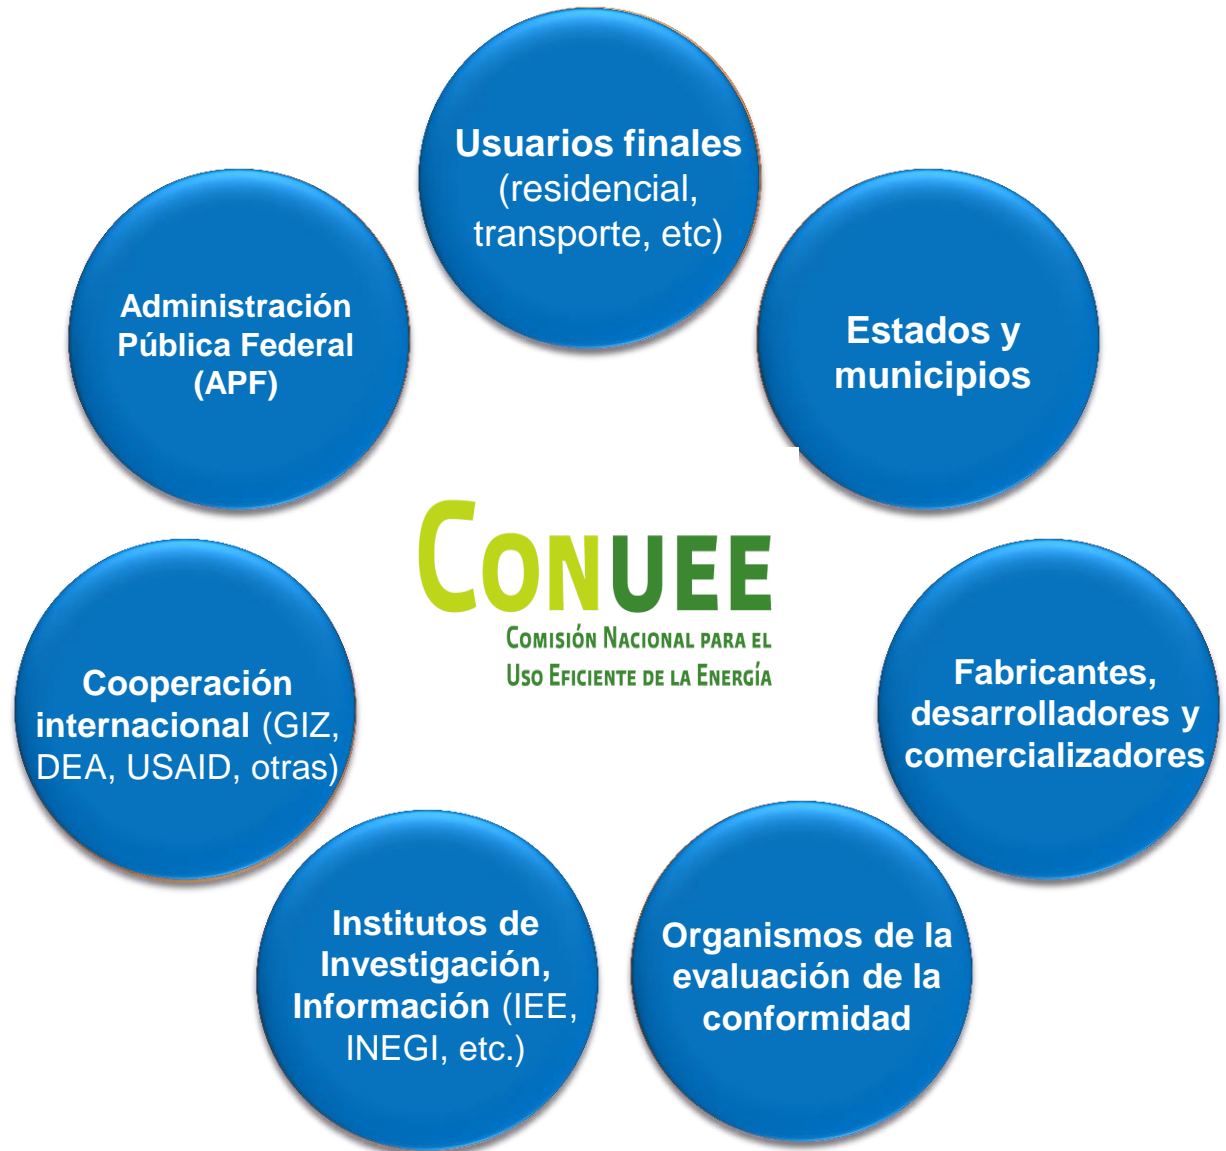 Usuarios finales
(residencial,
transporte, etc)
Administración
Pública Federal
(APF)
Estados y
municipios
CONUEE
COMISIÓN NACIONAL PARA EL
USO EFICIENTE DE LA ENERGÍA
Cooperación
internacional (GIZ,
DEA, USAID, otras)
Fabricantes,
desarrolladores y
comercializadores
Institutos de
Investigación,
Información (IEE,
INEGI, etc.)
Organismos de la
evaluación de la
conformidad